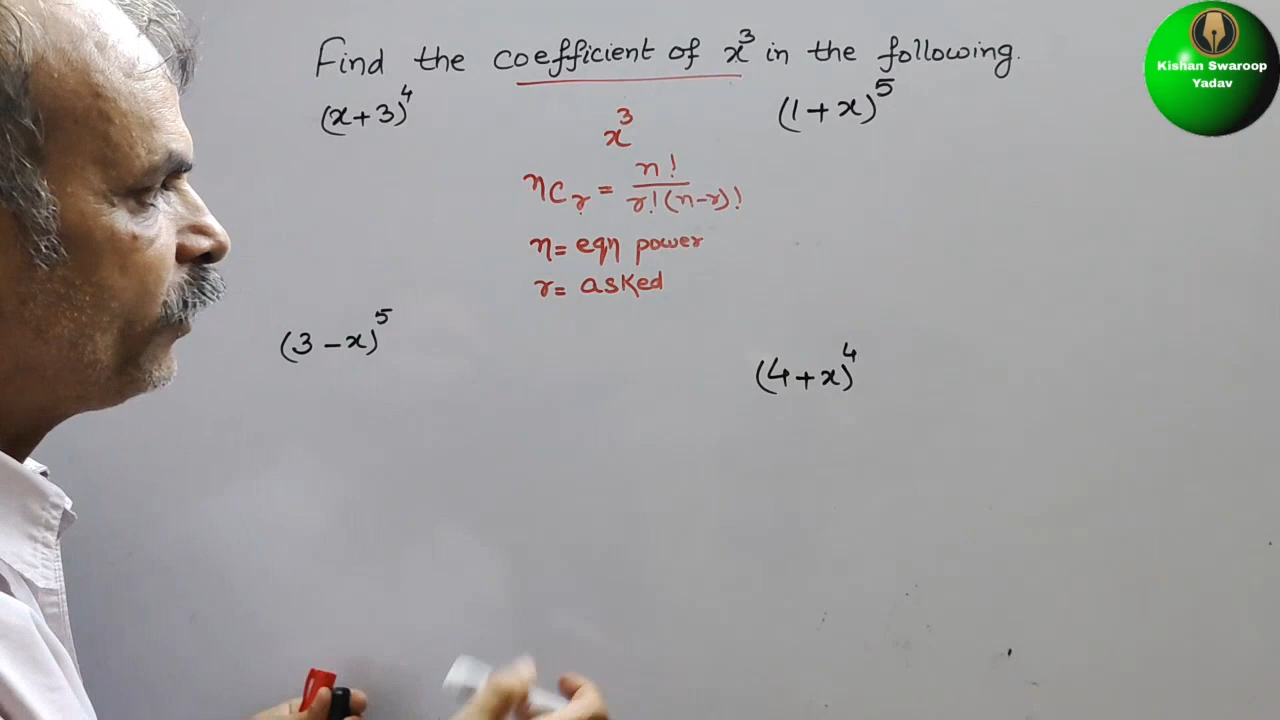 Find the coefficient of x³ in the following.
(x+3)⁴
(1+x)⁵
x³
nCr = n! / r!(n-r)!
n = eqn power
r = asked
(3-x)⁵
(4+x)⁴
Kishan Swaroop
Yadav